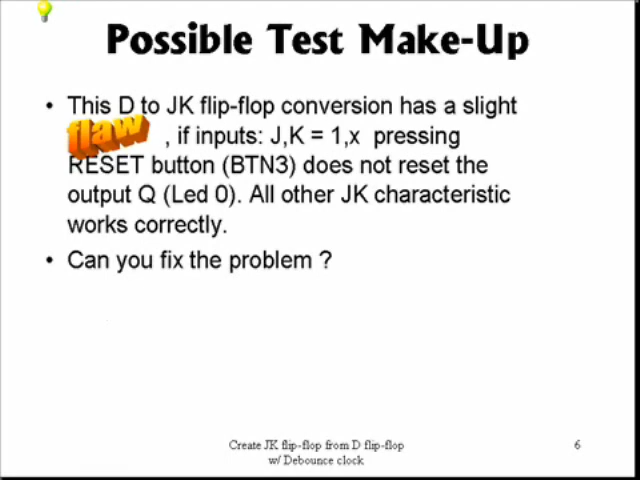 Possible Test Make-Up
• This D to JK flip-flop conversion has a slight
flaw , if inputs: J,K = 1,x pressing
RESET button (BTN3) does not reset the
output Q (Led 0). All other JK characteristic
works correctly.
• Can you fix the problem ?
Create JK flip-flop from D flip-flop
w/ Debounce clock
6